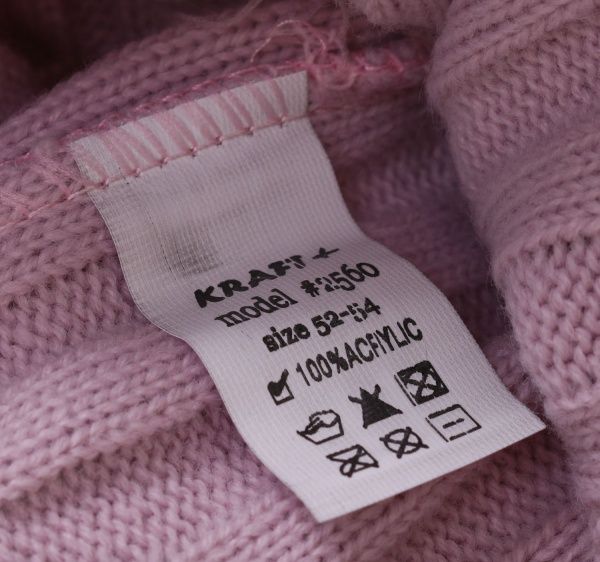 KRAFT
model #2560
size 52-54
100%ACRYLIC